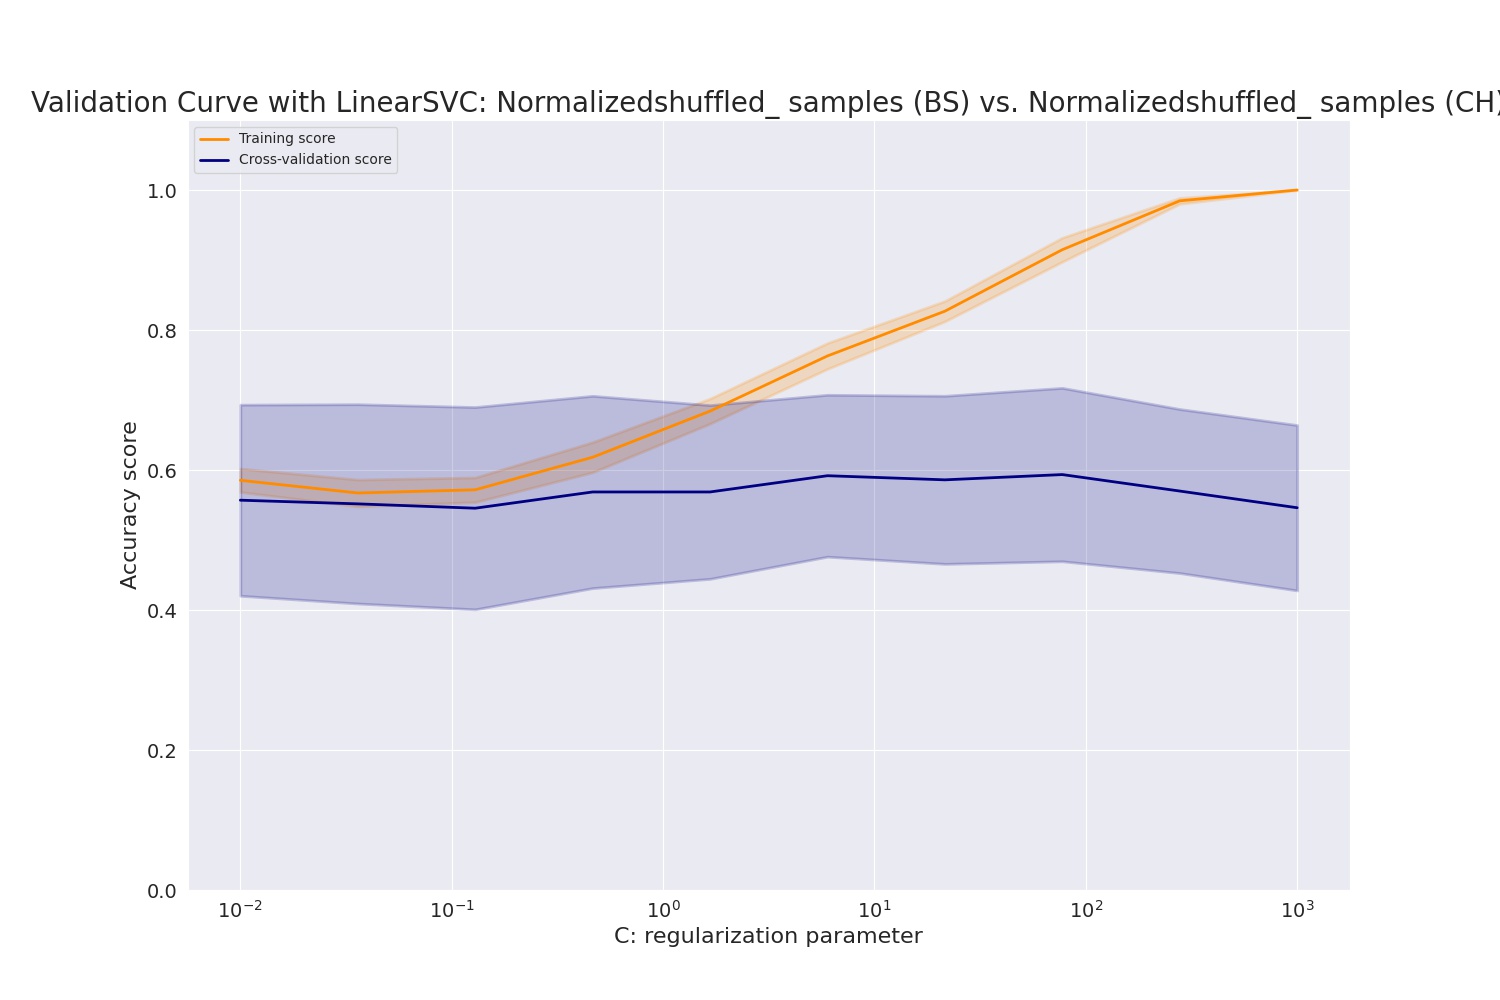 Validation Curve with LinearSVC: Normalizedshuffled_ samples (BS) vs. Normalizedshuffled_ samples (CH)
Training score
Cross-validation score
1.0
0.8
0.6
0.4
0.2
0.0
Accuracy score
10⁻² 10⁻¹ 10⁰ 10¹ 10² 10³
C: regularization parameter